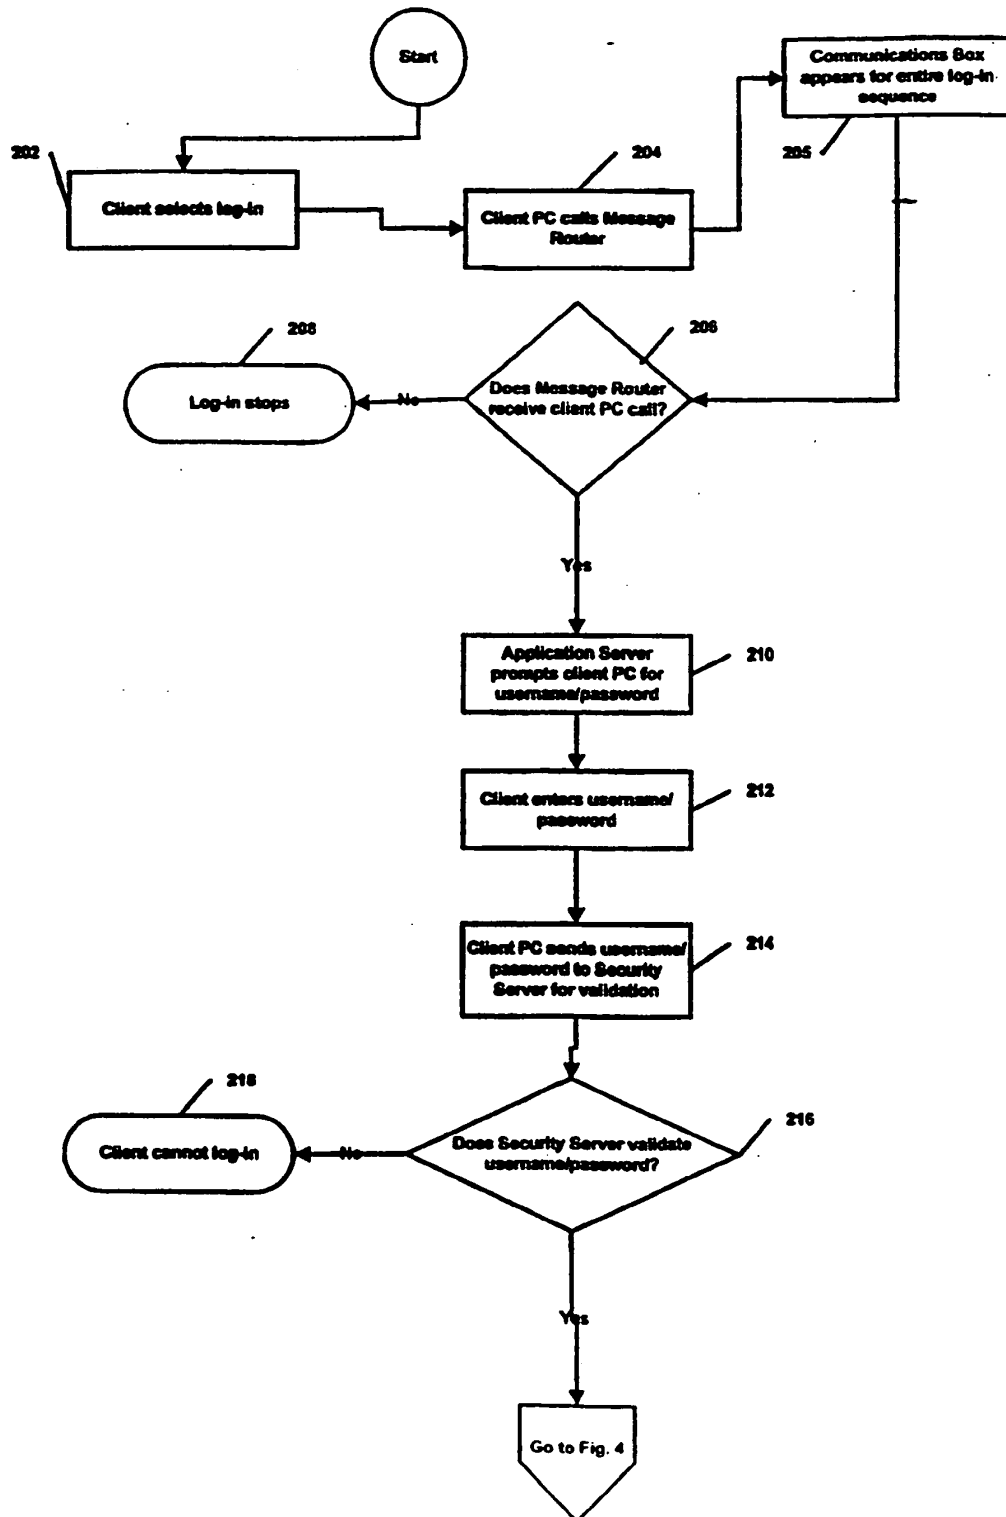 Start
Communications Box
appears for entire log-in
sequence
202
204
205
Client selects log-in
Client PC calls Message
Router
208
206
Does Message Router
receive client PC call?
No
Log-in stops
Yes
Application Server
prompts client PC for
username/password
210
Client enters username/
password
212
Client PC sends username/
password to Security
Server for validation
214
218
216
Does Security Server validate
username/password?
No
Client cannot log-in
Yes
Go to Fig. 4